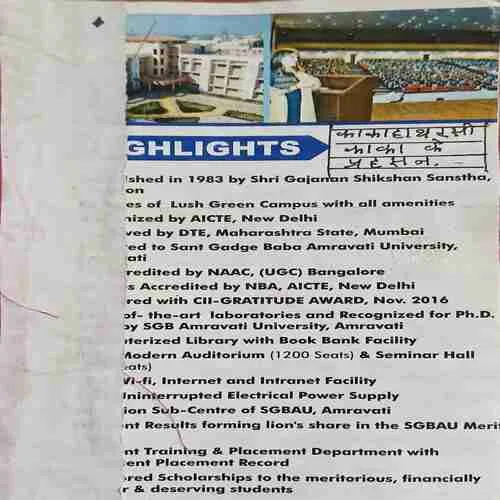 GHLIGHTS
काका हाथरसी
काका के
प्रहसन, -
shed in 1983 by Shri Gajanan Shikshan Sanstha,
on
es of Lush Green Campus with all amenities
nized by AICTE, New Delhi
ved by DTE, Maharashtra State, Mumbai
ed to Sant Gadge Baba Amravati University,
ati
redited by NAAC, (UGC) Bangalore
s Accredited by NBA, AICTE, New Delhi
red with CII-GRATITUDE AWARD, Nov. 2016
of- the-art laboratories and Recognized for Ph.D.
by SGB Amravati University, Amravati
uterized Library with Book Bank Facility
Modern Auditorium (1200 Seats) & Seminar Hall
eats)
Wi-fi, Internet and Intranet Facility
Uninterrupted Electrical Power Supply
ion Sub-Centre of SGBAU, Amravati
nt Results forming lion's share in the SGBAU Meri
nt Training & Placement Department with
ent Placement Record
red Scholarships to the meritorious, financially
r & deserving students